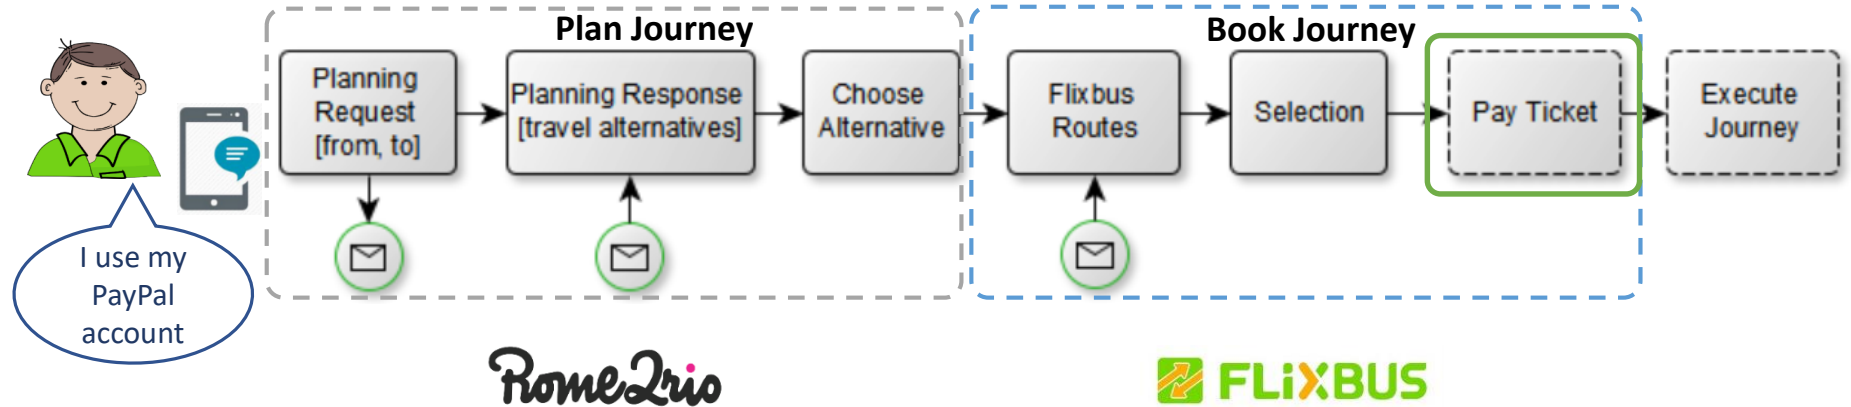 Plan Journey
Book Journey
Planning
Request
[from, to]
Planning Response
[travel alternatives]
Choose
Alternative
Flixbus
Routes
Selection
Pay Ticket
Execute
Journey
I use my
PayPal
account
Rome2rio
FLiXBUS